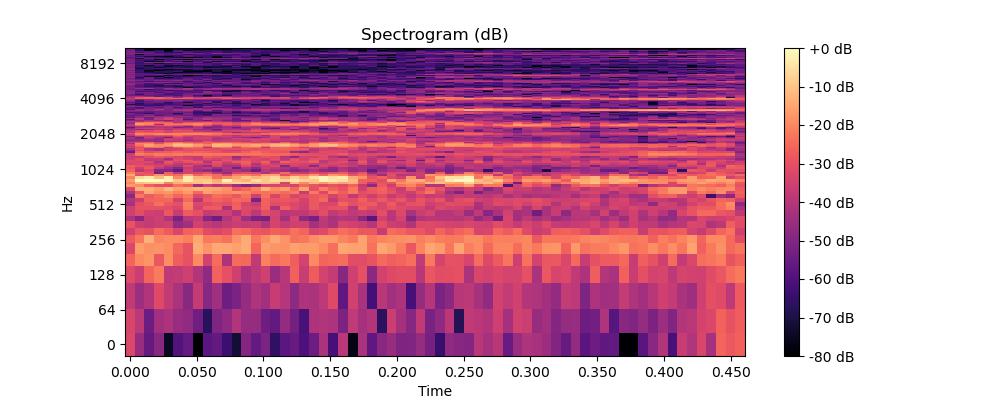 Spectrogram (dB)
Hz
8192
4096
2048
1024
512
256
128
64
0
0.000 0.050 0.100 0.150 0.200 0.250 0.300 0.350 0.400 0.450
Time
+0 dB
-10 dB
-20 dB
-30 dB
-40 dB
-50 dB
-60 dB
-70 dB
-80 dB